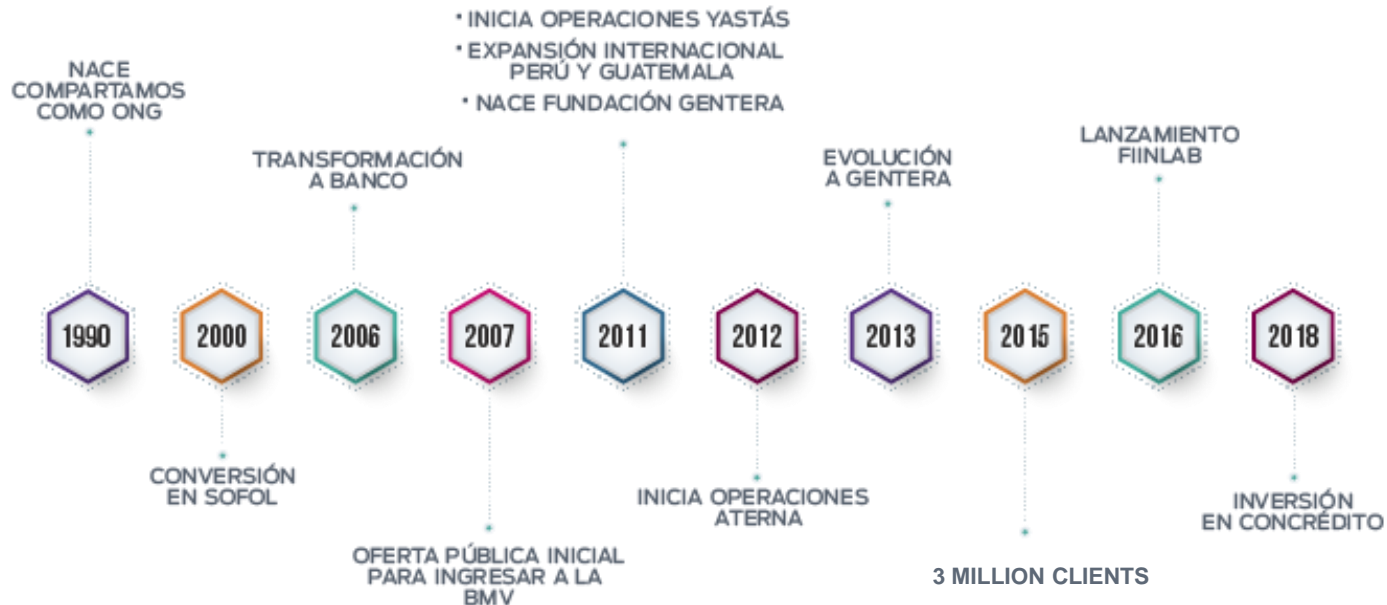 • INICIA OPERACIONES YASTÁS
• EXPANSIÓN INTERNACIONAL
PERÚ Y GUATEMALA
• NACE FUNDACIÓN GENTERA
NACE
COMPARTAMOS
COMO ONG
TRANSFORMACIÓN
A BANCO
EVOLUCIÓN
A GENTERA
LANZAMIENTO
FIINLAB
1990
2000
2006
2007
2011
2012
2013
2015
2016
2018
CONVERSIÓN
EN SOFOL
OFERTA PÚBLICA INICIAL
PARA INGRESAR A LA
BMV
INICIA OPERACIONES
ATERNA
3 MILLION CLIENTS
INVERSIÓN
EN CONCRÉDITO